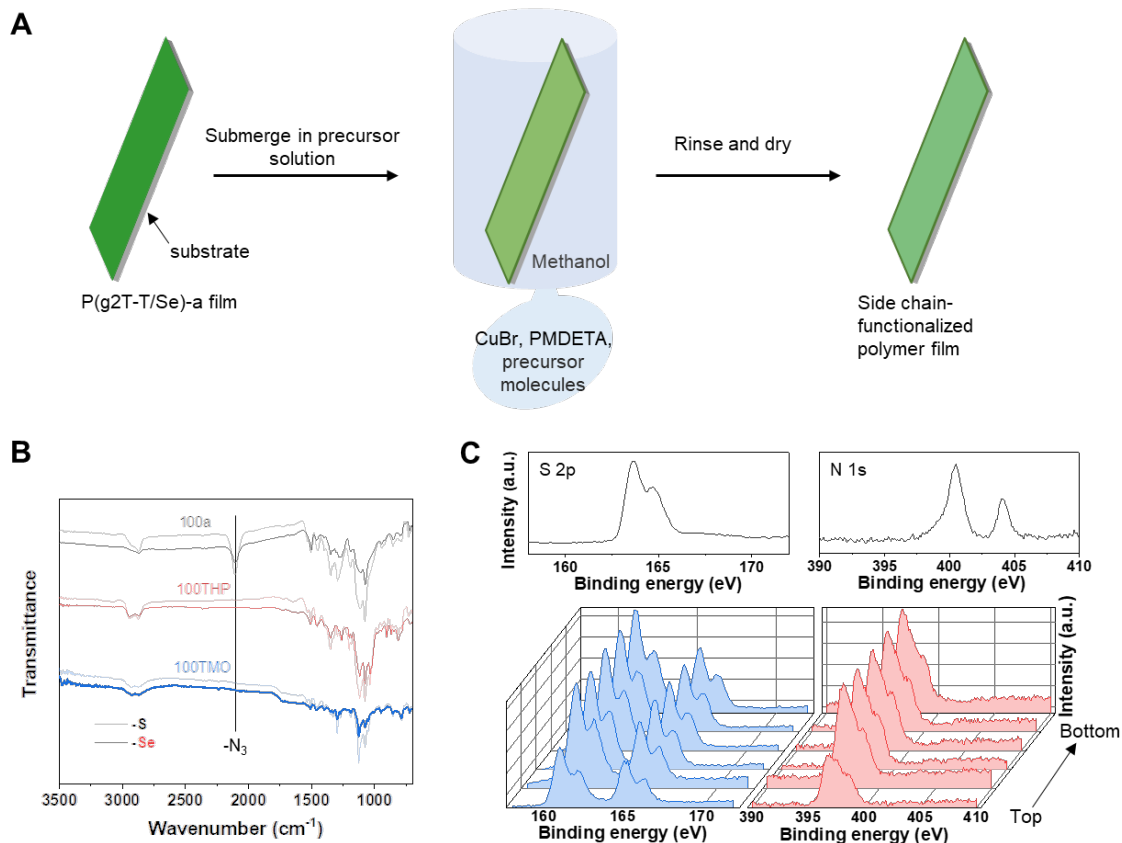 A
Submerge in precursor
solution
Rinse and dry
substrate
P(g2T-T/Se)-a film
Methanol
CuBr, PMDETA,
precursor
molecules
Side chain-
functionalized
polymer film
B
Transmittance
100a
100THP
100TMO
-S
-Se
-N₃
3500 3000 2500 2000 1500 1000
Wavenumber (cm⁻¹)
C
Intensity (a.u.)
S 2p
160 165 170
Binding energy (eV)
N 1s
390 395 400 405 410
Binding energy (eV)
160 165 170
Binding energy (eV)
390 395 400 405 410
Binding energy (eV)
Intensity (a.u.)
Bottom
Top